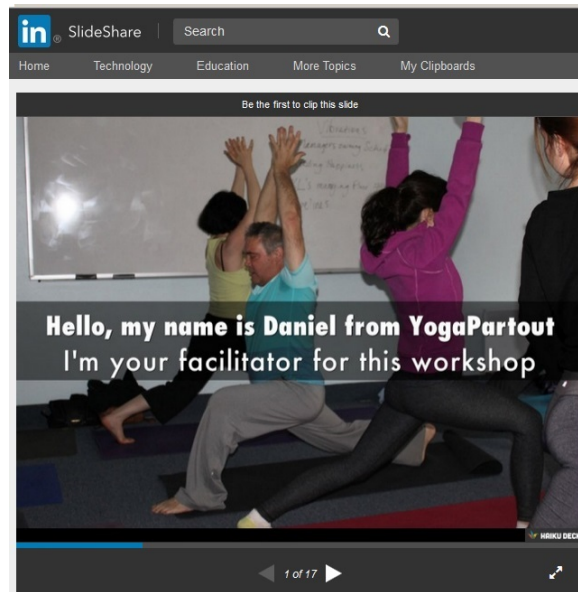 in ® SlideShare
Search
Home Technology Education More Topics My Clipboards
Be the first to clip this slide
Hello, my name is Daniel from YogaPartout
I'm your facilitator for this workshop
HAIKU DECK
1 of 17